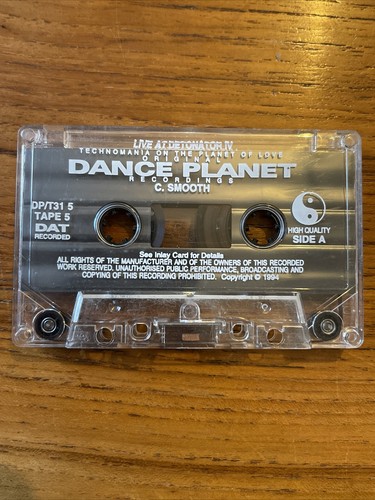 LIVE AT DETONATOR IV
TECHNOMANIA ON THE PLANET OF LOVE
ORIGINAL
DANCE PLANET
RECORDINGS
C. SMOOTH
DP/T31 5
TAPE 5
DAT
RECORDED
HIGH QUALITY
SIDE A
See Inlay Card for Details
ALL RIGHTS OF THE MANUFACTURER AND OF THE OWNERS OF THIS RECORDED
WORK RESERVED. UNAUTHORISED PUBLIC PERFORMANCE, BROADCASTING AND
COPYING OF THIS RECORDING PROHIBITED. Copyright © 1994